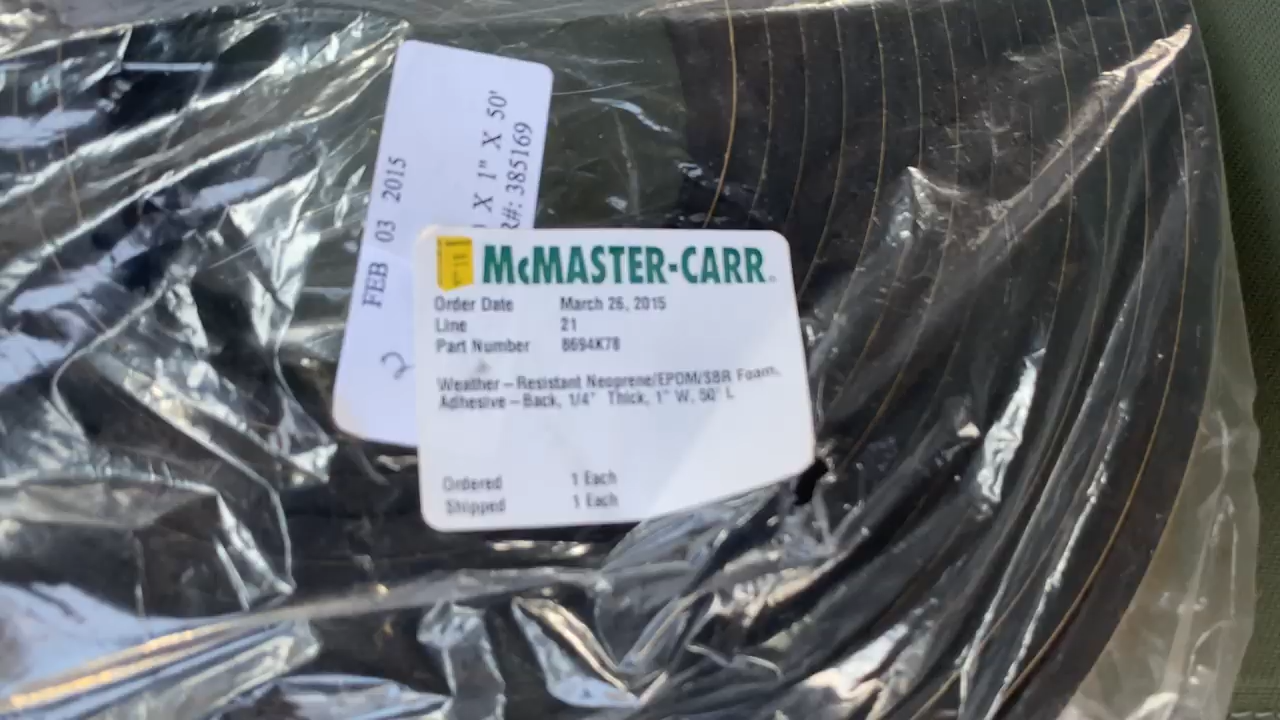 FEB 03 2015
X 1" X 50'
R#: 385169
2
McMASTER-CARR
Order Date March 26, 2015
Line 21
Part Number 8694K78
Weather-Resistant Neoprene/EPDM/SBR Foam,
Adhesive-Back, 1/4" Thick, 1" W, 50' L
Ordered 1 Each
Shipped 1 Each